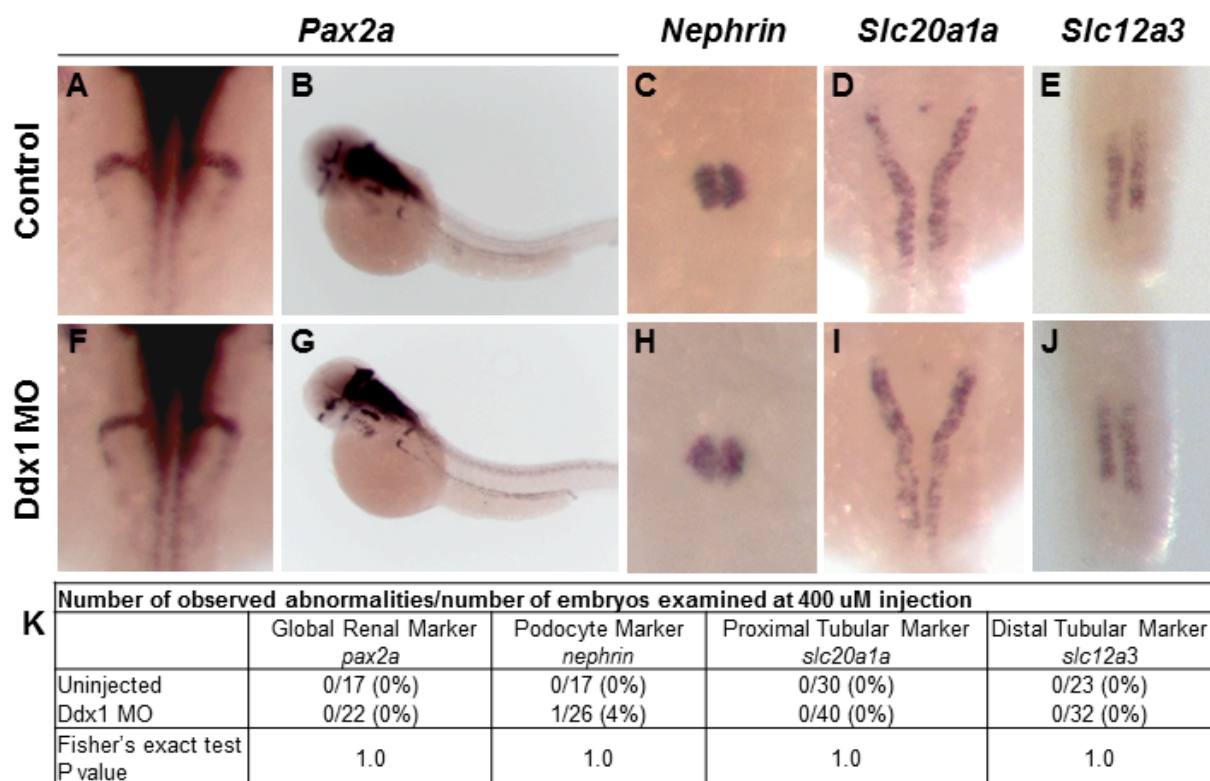 Pax2a Nephrin Slc20a1a Slc12a3
Control
A B C D E
Ddx1 MO
F G H I J
K
Number of observed abnormalities/number of embryos examined at 400 uM injection
Global Renal Marker Podocyte Marker Proximal Tubular Marker Distal Tubular Marker
pax2a nephrin slc20a1a slc12a3
Uninjected 0/17 (0%) 0/17 (0%) 0/30 (0%) 0/23 (0%)
Ddx1 MO 0/22 (0%) 1/26 (4%) 0/40 (0%) 0/32 (0%)
Fisher's exact test
P value 1.0 1.0 1.0 1.0